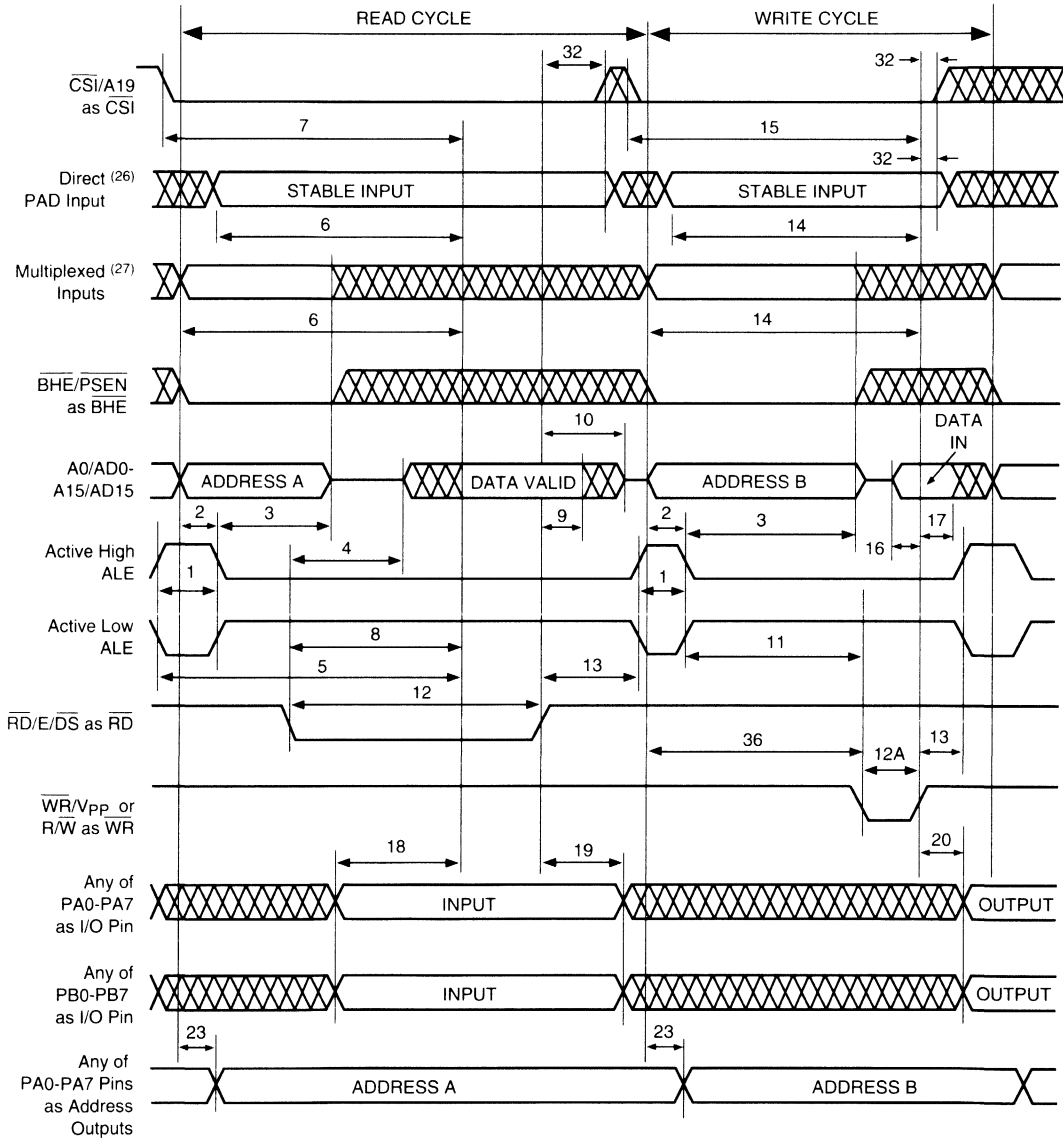 READ CYCLE
WRITE CYCLE
32
32
CSI/A19
as CSI
7
15
32
Direct (26)
PAD Input
STABLE INPUT
STABLE INPUT
6
14
Multiplexed (27)
Inputs
6
14
BHE/PSEN
as BHE
10
DATA
IN
A0/AD0-
A15/AD15
ADDRESS A
DATA VALID
ADDRESS B
2
3
9
2
3
17
4
16
Active High
ALE
1
1
Active Low
ALE
8
11
5
13
12
RD/E/DS as RD
36
12A
13
WR/VPP or
R/W as WR
18
19
20
Any of
PA0-PA7
as I/O Pin
INPUT
OUTPUT
Any of
PB0-PB7
as I/O Pin
INPUT
OUTPUT
23
23
Any of
PA0-PA7 Pins
as Address
Outputs
ADDRESS A
ADDRESS B